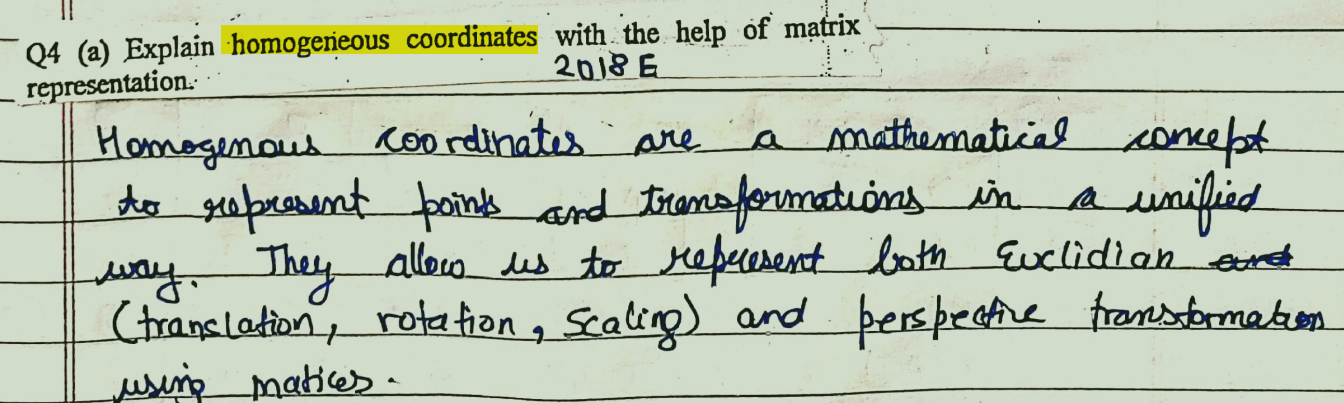 Q4 (a) Explain homogeneous coordinates with the help of matrix
representation.
2018 E
Homogenous coordinates are a mathematical concept
to represent points and transformations in a unified
way. They allow us to represent both Euclidian and
(translation, rotation, scaling) and perspective transformation
using matices.